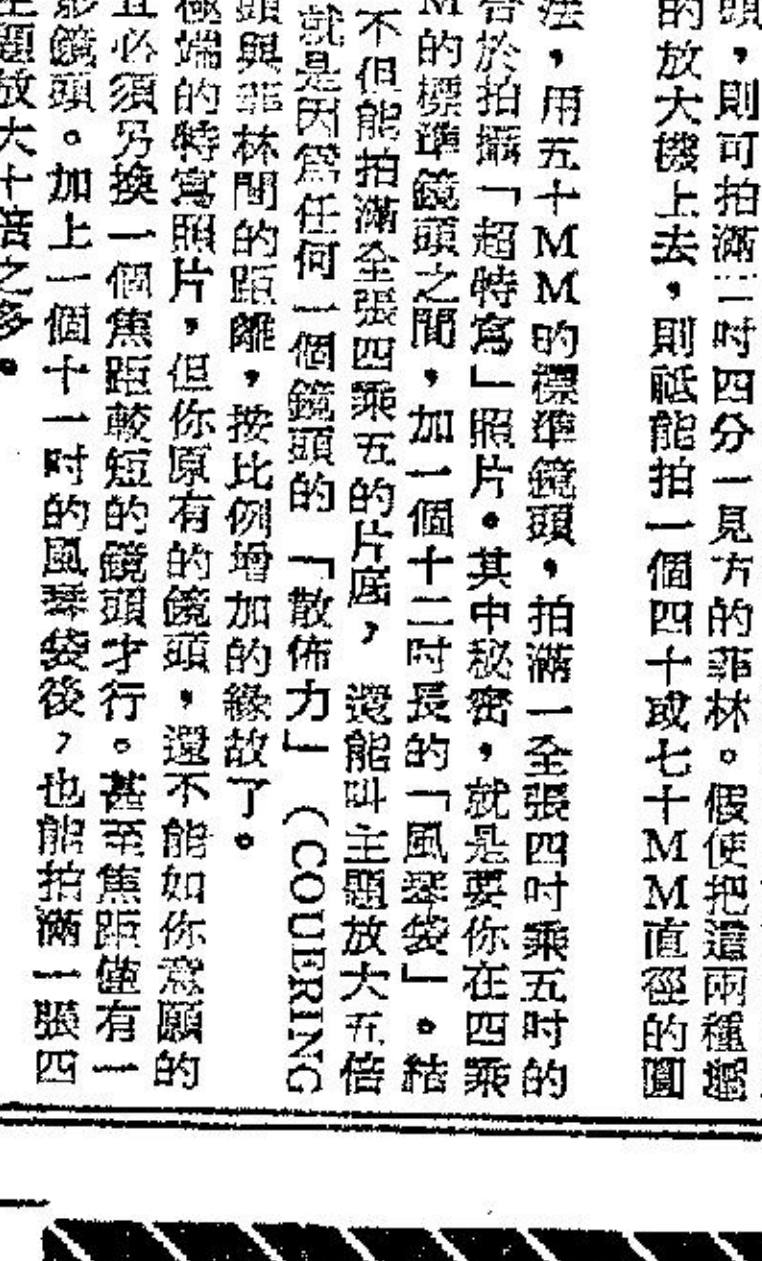 頭，則可拍滿二吋四分一見方的菲林。假使把這兩種
的放大機上去，則祗能拍一個四十或七十MM直徑的圓
法，用五十MM的標準鏡頭，拍滿一全張四吋乘五吋的
於拍攝「超特寫」照片。其中秘密，就是要你在四乘
M的標準鏡頭之間，加一個十二吋長的「風琴袋」。結
不但能拍滿全張四乘五的片底，還能叫主題放大五倍
就是因爲任何一個鏡頭的「散佈力」（COUERING
頭與菲林間的距離，按比例增加的緣故了。
極端的特寫照片，但你原有的鏡頭，還不能如你意願的
且必須另換一個焦距較短的鏡頭才行。甚至焦距僅有一
影鏡頭。加上一個十一吋的風琴袋後，也能拍滿一張四
主題放大十倍之多。